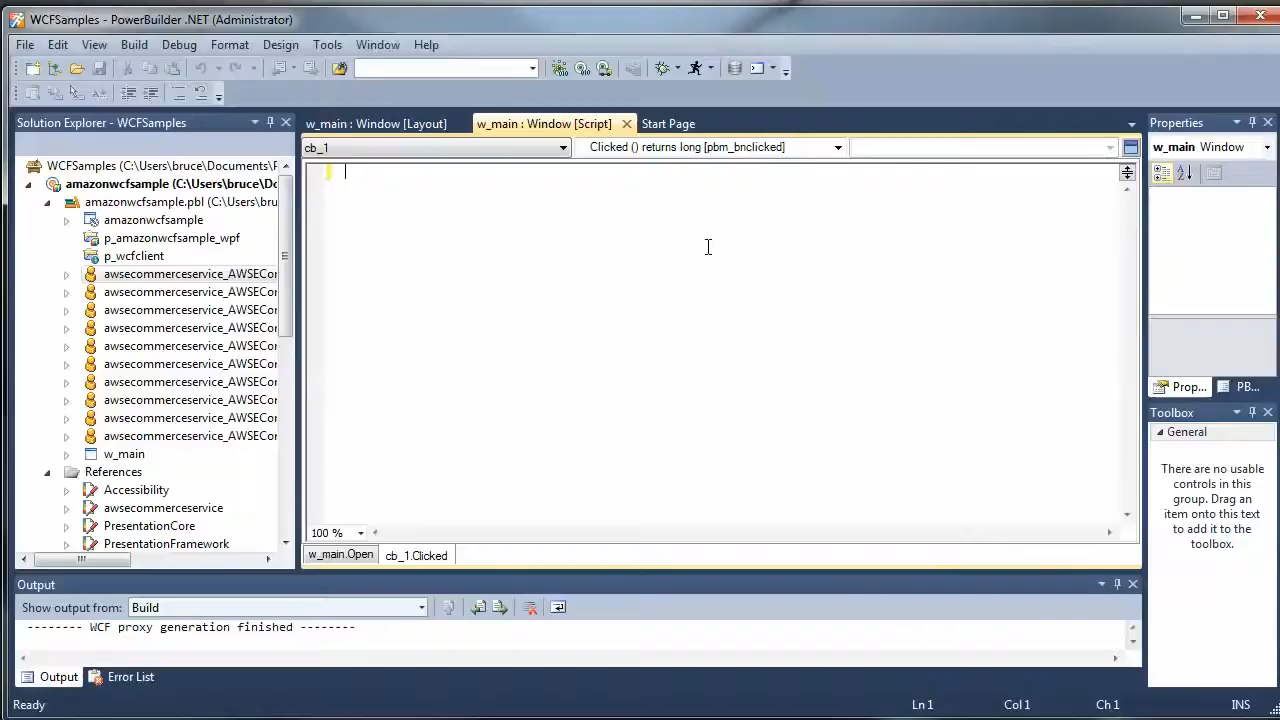 WCFSamples - PowerBuilder .NET (Administrator)
File Edit View Build Debug Format Design Tools Window Help
Solution Explorer - WCFSamples
WCFSamples (C:\Users\bruce\Documents\F
amazonwcfsample (C:\Users\bruce\Do
amazonwcfsample.pbl (C:\Users\bru
amazonwcfsample
p_amazonwcfsample_wpf
p_wcfclient
awsecommerceservice_AWSECor
awsecommerceservice_AWSECor
awsecommerceservice_AWSECor
awsecommerceservice_AWSECor
awsecommerceservice_AWSECor
awsecommerceservice_AWSECor
awsecommerceservice_AWSECor
awsecommerceservice_AWSECor
awsecommerceservice_AWSECor
awsecommerceservice_AWSECor
w_main
References
Accessibility
awsecommerceservice
PresentationCore
PresentationFramework
w_main : Window [Layout]
w_main : Window [Script]
Start Page
cb_1
Clicked () returns long [pbm_bnclicked]
100 %
w_main.Open
cb_1.Clicked
Properties
w_main Window
Prop...
PB...
Toolbox
General
There are no usable
controls in this
group. Drag an
item onto this text
to add it to the
toolbox.
Output
Show output from: Build
-------- WCF proxy generation finished --------
Output
Error List
Ready
Ln 1
Col 1
Ch 1
INS